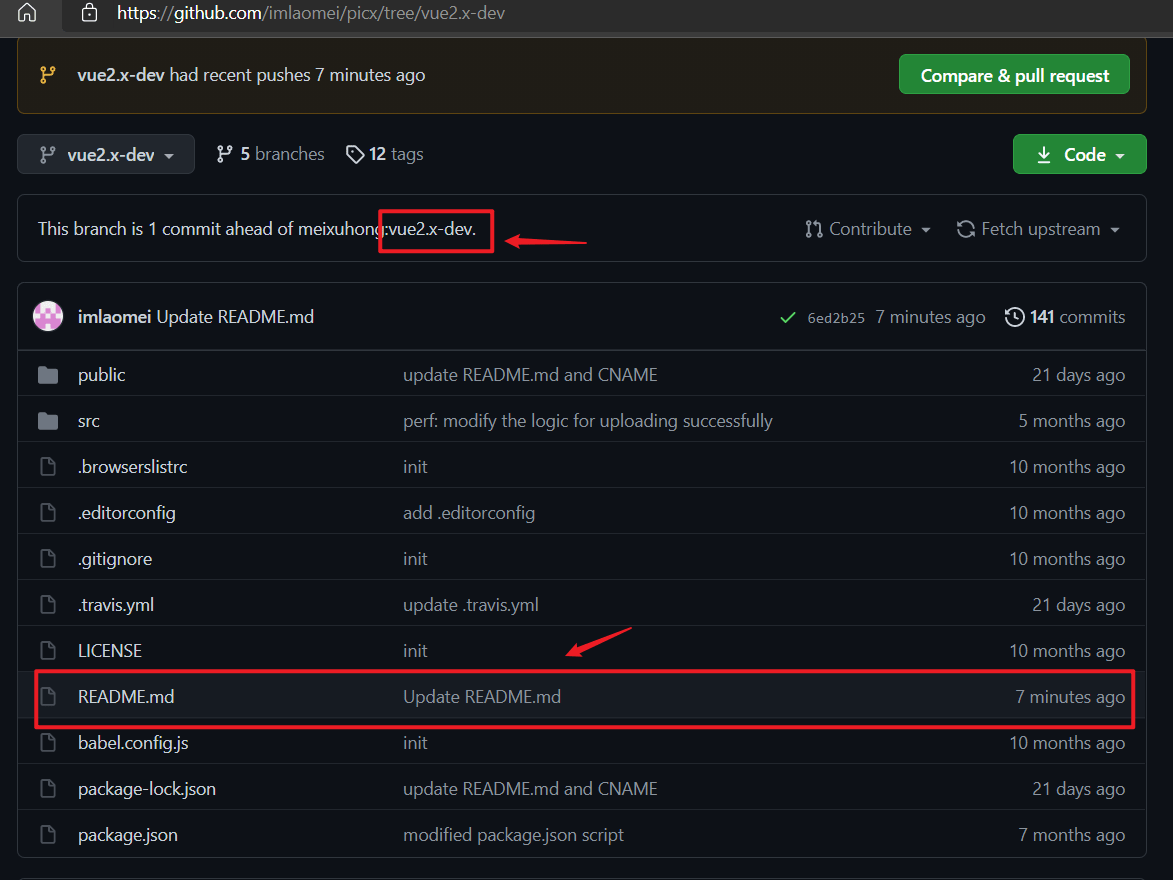 https://github.com/imlaomei/picx/tree/vue2.x-dev
vue2.x-dev had recent pushes 7 minutes ago
Compare & pull request
vue2.x-dev 5 branches 12 tags Code
This branch is 1 commit ahead of meixuhong:vue2.x-dev. Contribute Fetch upstream
imlaomei Update README.md 6ed2b25 7 minutes ago 141 commits
public update README.md and CNAME 21 days ago
src perf: modify the logic for uploading successfully 5 months ago
.browserslistrc init 10 months ago
.editorconfig add .editorconfig 10 months ago
.gitignore init 10 months ago
.travis.yml update .travis.yml 21 days ago
LICENSE init 10 months ago
README.md Update README.md 7 minutes ago
babel.config.js init 10 months ago
package-lock.json update README.md and CNAME 21 days ago
package.json modified package.json script 7 months ago